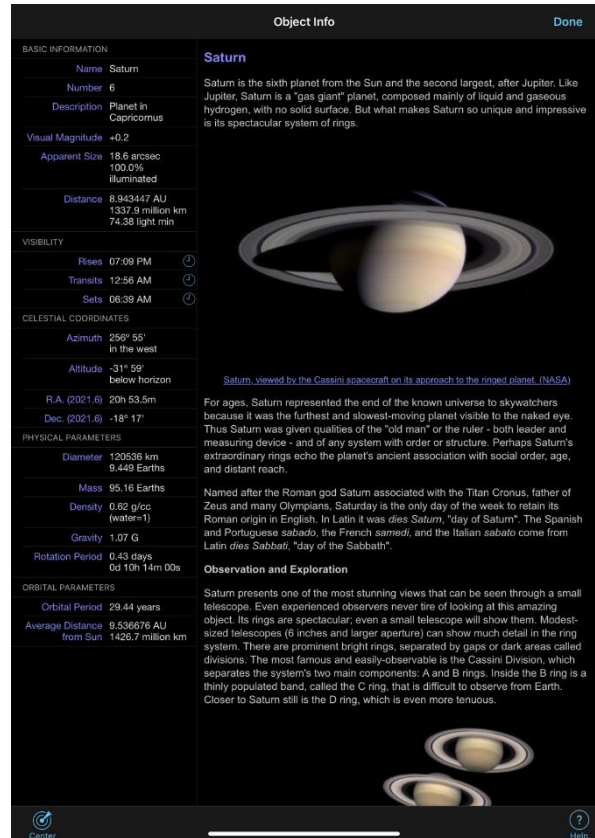 Object Info
Done
BASIC INFORMATION
Name Saturn
Number 6
Description Planet in
Capricornus
Visual Magnitude +0.2
Apparent Size 18.6 arcsec
100.0%
illuminated
Distance 8.943447 AU
1337.9 million km
74.38 light min
VISIBILITY
Rises 07:09 PM
Transits 12:56 AM
Sets 06:39 AM
CELESTIAL COORDINATES
Azimuth 256° 55'
in the west
Altitude -31° 59'
below horizon
R.A. (2021.6) 20h 53.5m
Dec. (2021.6) -18° 17'
PHYSICAL PARAMETERS
Diameter 120536 km
9.449 Earths
Mass 95.16 Earths
Density 0.62 g/cc
(water=1)
Gravity 1.07 G
Rotation Period 0.43 days
0d 10h 14m 00s
ORBITAL PARAMETERS
Orbital Period 29.44 years
Average Distance 9.536676 AU
from Sun 1426.7 million km
Saturn
Saturn is the sixth planet from the Sun and the second largest, after Jupiter. Like
Jupiter, Saturn is a "gas giant" planet, composed mainly of liquid and gaseous
hydrogen, with no solid surface. But what makes Saturn so unique and impressive
is its spectacular system of rings.
Saturn, viewed by the Cassini spacecraft on its approach to the ringed planet. (NASA)
For ages, Saturn represented the end of the known universe to skywatchers
because it was the furthest and slowest-moving planet visible to the naked eye.
Thus Saturn was given qualities of the "old man" or the ruler - both leader and
measuring device - and of any system with order or structure. Perhaps Saturn's
extraordinary rings echo the planet's ancient association with social order, age,
and distant reach.
Named after the Roman god Saturn associated with the Titan Cronus, father of
Zeus and many Olympians, Saturday is the only day of the week to retain its
Roman origin in English. In Latin it was dies Saturn, "day of Saturn". The Spanish
and Portuguese sabado, the French samedi, and the Italian sabato come from
Latin dies Sabbati, "day of the Sabbath".
Observation and Exploration
Saturn presents one of the most stunning views that can be seen through a small
telescope. Even experienced observers never tire of looking at this amazing
object. Its rings are spectacular; even a small telescope will show them. Modest-
sized telescopes (6 inches and larger aperture) can show much detail in the ring
system. There are prominent bright rings, separated by gaps or dark areas called
divisions. The most famous and easily-observable is the Cassini Division, which
separates the system's two main components: A and B rings. Inside the B ring is a
thinly populated band, called the C ring, that is difficult to observe from Earth.
Closer to Saturn still is the D ring, which is even more tenuous.
Center
?
Help